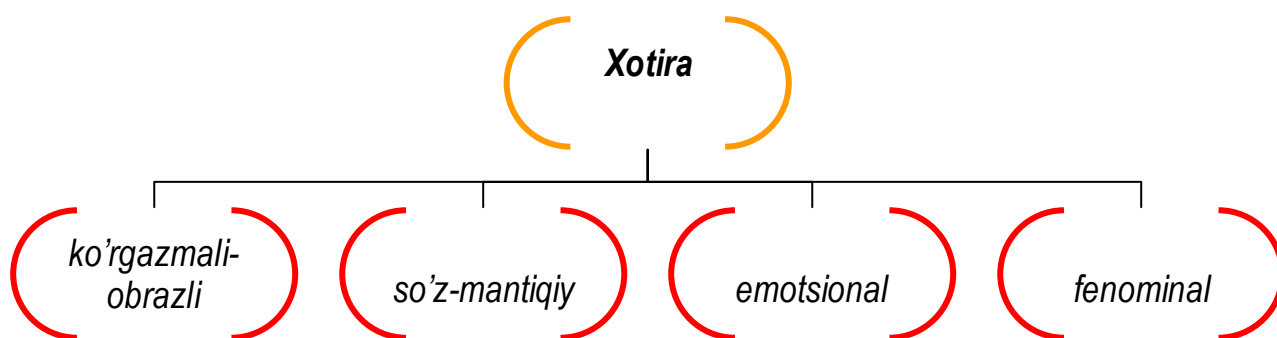 Xotira
ko’rgazmali-
obrazli
so’z-mantiqiy
emotsional
fenominal